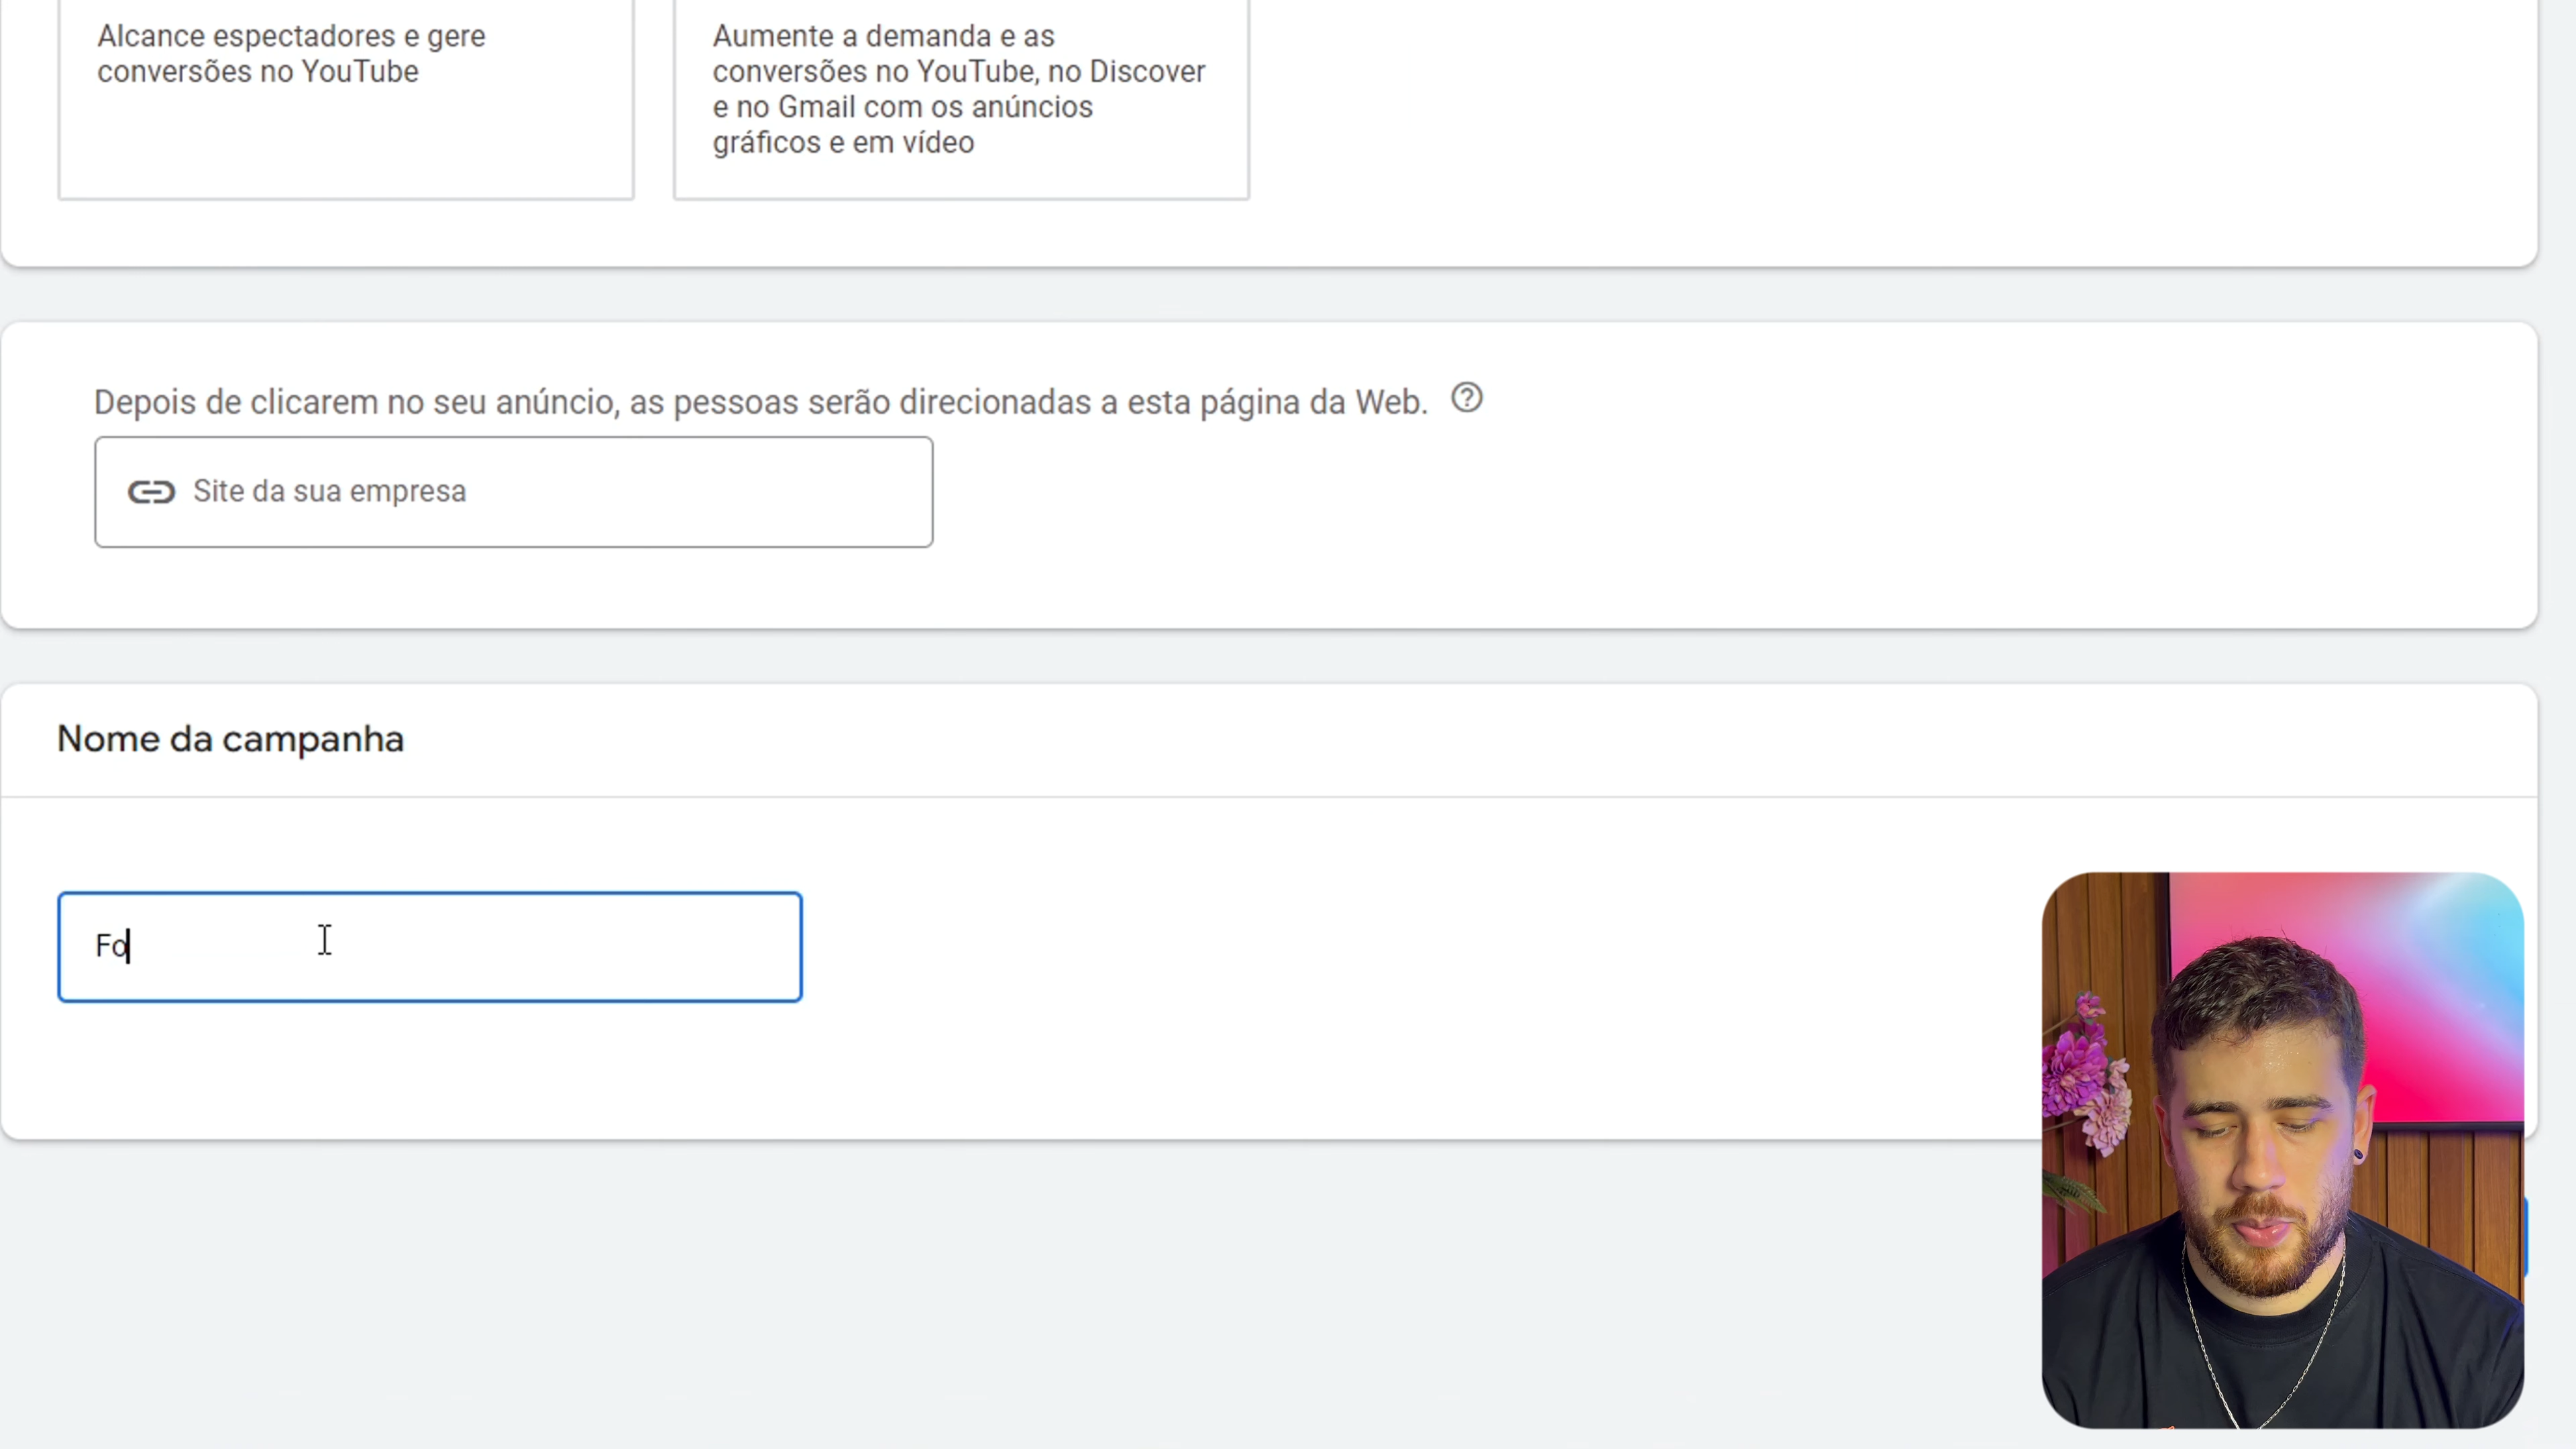 Alcance espectadores e gere
conversões no YouTube
Aumente a demanda e as
conversões no YouTube, no Discover
e no Gmail com os anúncios
gráficos e em vídeo
Depois de clicarem no seu anúncio, as pessoas serão direcionadas a esta página da Web.
Site da sua empresa
Nome da campanha
Fo